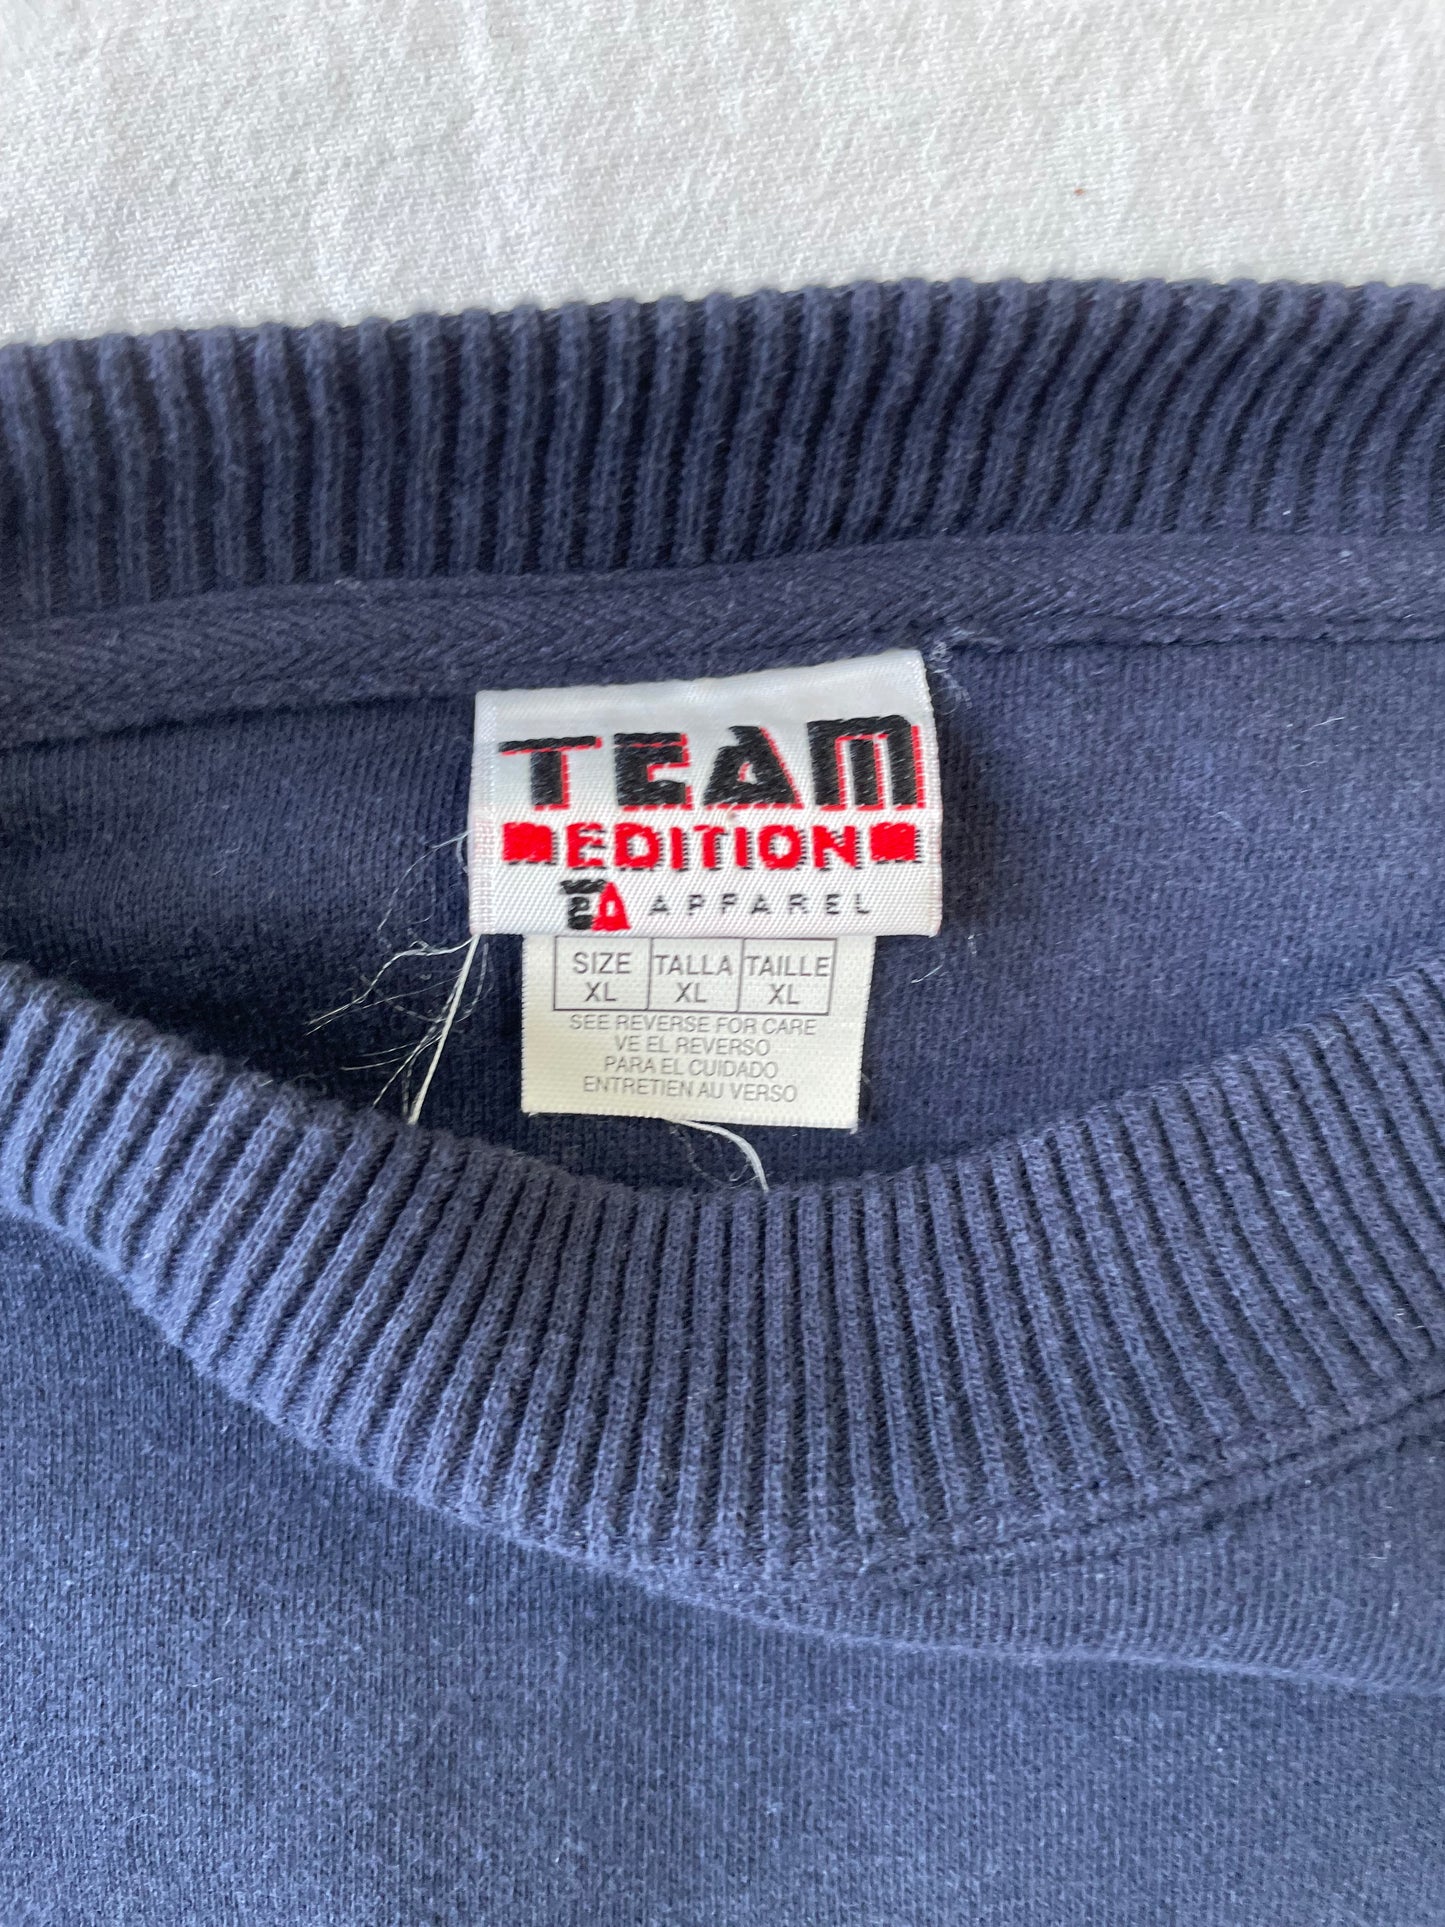 TEAM
EDITION
TEA APPAREL
SIZE TALLA TAILLE
XL XL XL
SEE REVERSE FOR CARE
VE EL REVERSO
PARA EL CUIDADO
ENTRETIEN AU VERSO